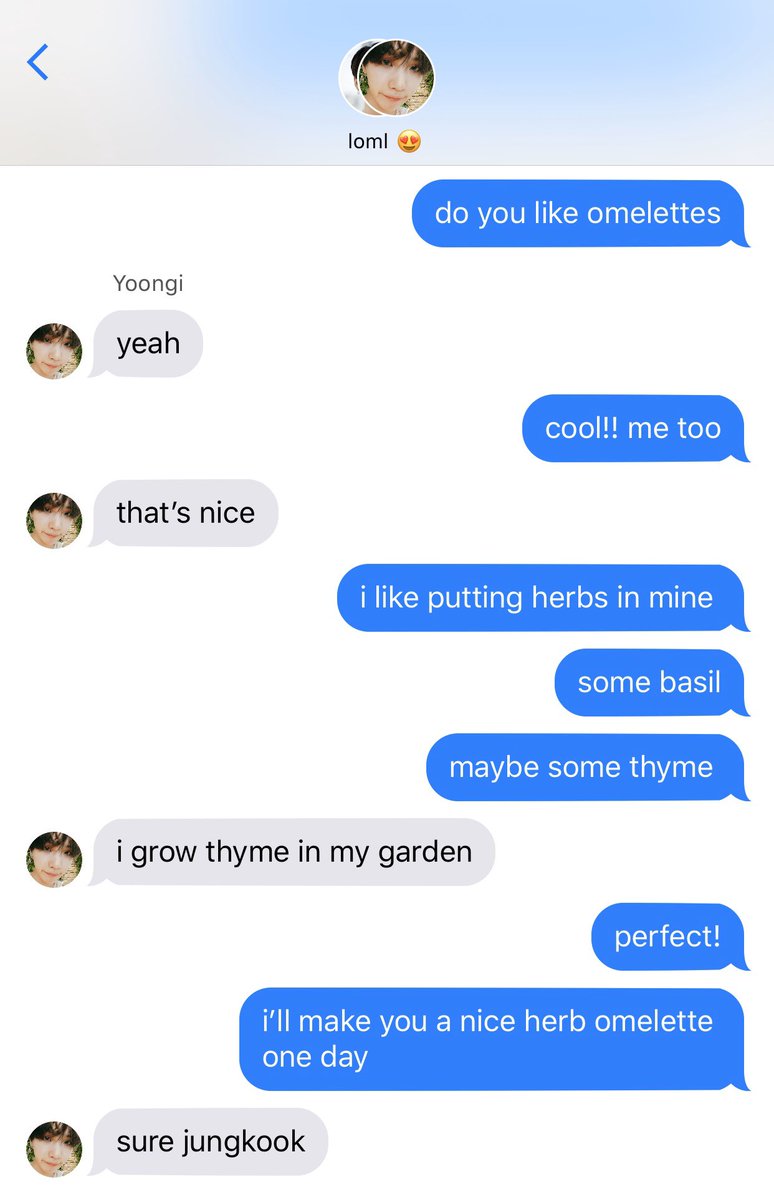 loml 😍
do you like omelettes
Yoongi
yeah
cool!! me too
that’s nice
i like putting herbs in mine
some basil
maybe some thyme
i grow thyme in my garden
perfect!
i’ll make you a nice herb omelette
one day
sure jungkook